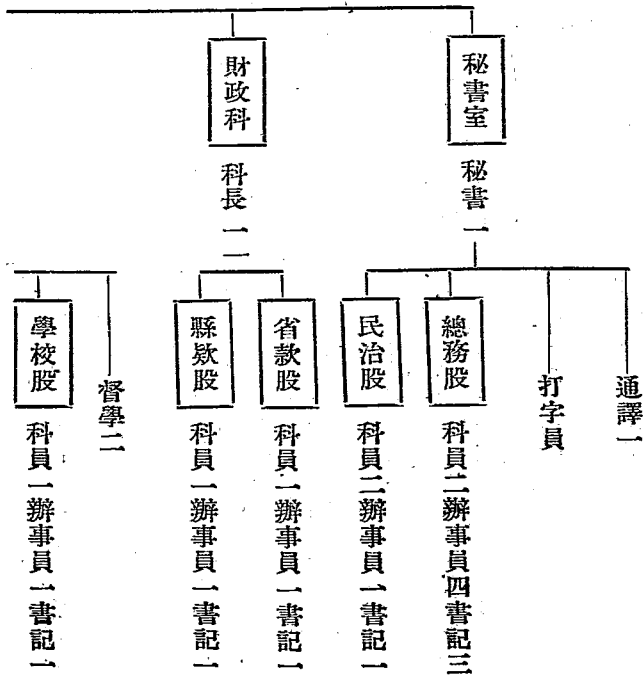 秘書室 秘書 一
通譯一
打字員
總務股 科員二辦事員四書記三
民治股 科員二辦事員一書記一
財政科 科長 一
省款股 科員一辦事員一書記一
縣欵股 科員一辦事員一書記一
督學二
學校股 科員一辦事員一書記一